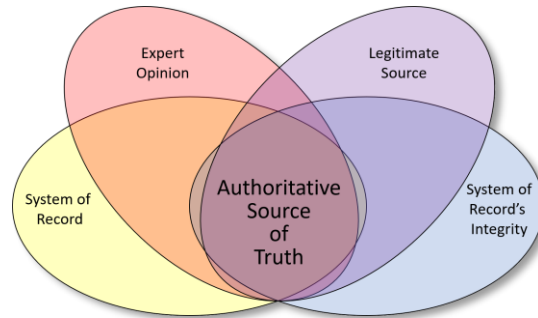 Expert
Opinion
Legitimate
Source
System of
Record
Authoritative
Source
of
Truth
System of
Record's
Integrity